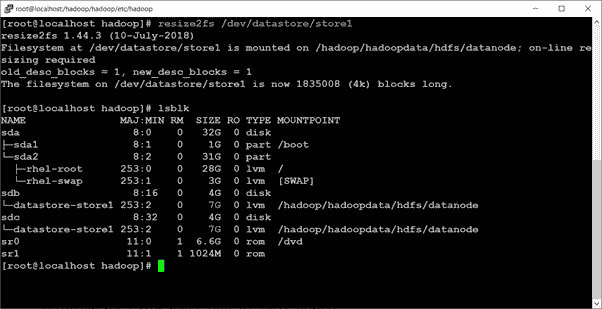 root@localhost:/hadoop/hadoop/etc/hadoop
[root@localhost hadoop]# resize2fs /dev/datastore/store1
resize2fs 1.44.3 (10-July-2018)
Filesystem at /dev/datastore/store1 is mounted on /hadoop/hadoopdata/hdfs/datanode; on-line re
sizing required
old_desc_blocks = 1, new_desc_blocks = 1
The filesystem on /dev/datastore/store1 is now 1835008 (4k) blocks long.
[root@localhost hadoop]# lsblk
NAME MAJ:MIN RM SIZE RO TYPE MOUNTPOINT
sda 8:0 0 32G 0 disk
├─sda1 8:1 0 1G 0 part /boot
└─sda2 8:2 0 31G 0 part
├─rhel-root 253:0 0 28G 0 lvm /
└─rhel-swap 253:1 0 3G 0 lvm [SWAP]
sdb 8:16 0 4G 0 disk
└─datastore-store1 253:2 0 7G 0 lvm /hadoop/hadoopdata/hdfs/datanode
sdc 8:32 0 4G 0 disk
└─datastore-store1 253:2 0 7G 0 lvm /hadoop/hadoopdata/hdfs/datanode
sr0 11:0 1 6.6G 0 rom /dvd
sr1 11:1 1 1024M 0 rom
[root@localhost hadoop]#